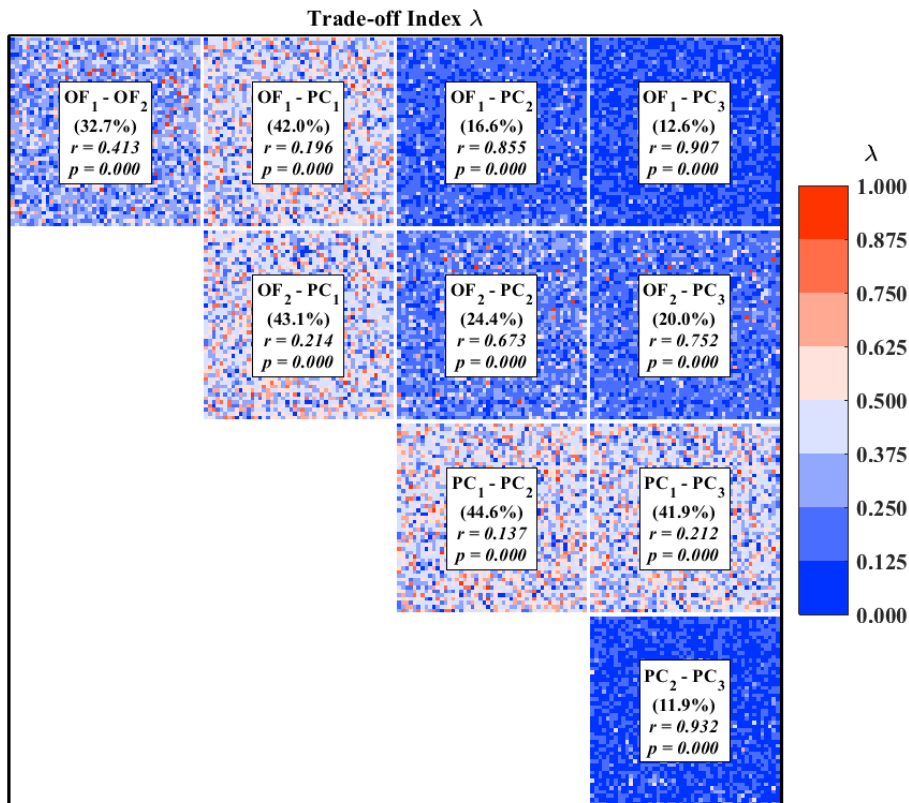 Trade-off Index λ
OF1 - OF2
(32.7%)
r = 0.413
p = 0.000
OF1 - PC1
(42.0%)
r = 0.196
p = 0.000
OF1 - PC2
(16.6%)
r = 0.855
p = 0.000
OF1 - PC3
(12.6%)
r = 0.907
p = 0.000
OF2 - PC1
(43.1%)
r = 0.214
p = 0.000
OF2 - PC2
(24.4%)
r = 0.673
p = 0.000
OF2 - PC3
(20.0%)
r = 0.752
p = 0.000
PC1 - PC2
(44.6%)
r = 0.137
p = 0.000
PC1 - PC3
(41.9%)
r = 0.212
p = 0.000
PC2 - PC3
(11.9%)
r = 0.932
p = 0.000
λ
1.000
0.875
0.750
0.625
0.500
0.375
0.250
0.125
0.000